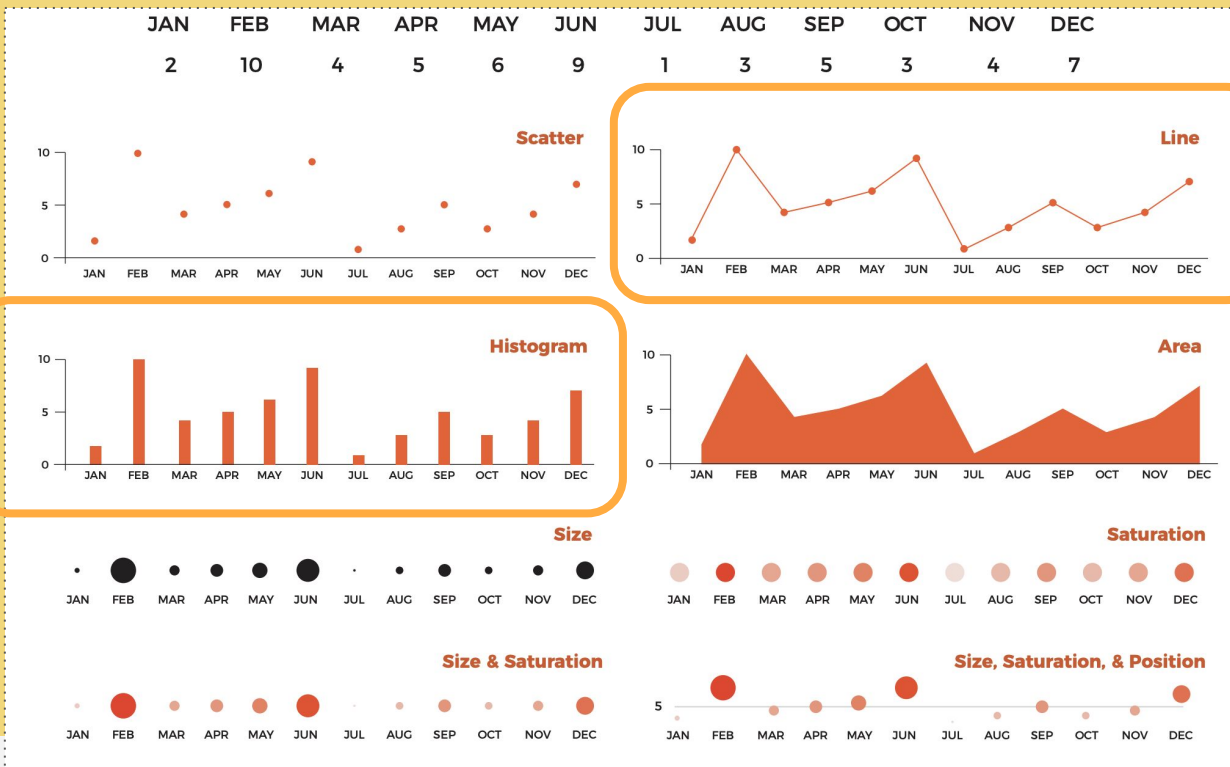 JAN FEB MAR APR MAY JUN JUL AUG SEP OCT NOV DEC
2 10 4 5 6 9 1 3 5 3 4 7
Scatter
10
5
0
JAN FEB MAR APR MAY JUN JUL AUG SEP OCT NOV DEC
Line
10
5
0
JAN FEB MAR APR MAY JUN JUL AUG SEP OCT NOV DEC
Histogram
10
5
0
JAN FEB MAR APR MAY JUN JUL AUG SEP OCT NOV DEC
Area
10
5
0
JAN FEB MAR APR MAY JUN JUL AUG SEP OCT NOV DEC
Size
JAN FEB MAR APR MAY JUN JUL AUG SEP OCT NOV DEC
Saturation
JAN FEB MAR APR MAY JUN JUL AUG SEP OCT NOV DEC
Size & Saturation
JAN FEB MAR APR MAY JUN JUL AUG SEP OCT NOV DEC
Size, Saturation, & Position
5
JAN FEB MAR APR MAY JUN JUL AUG SEP OCT NOV DEC